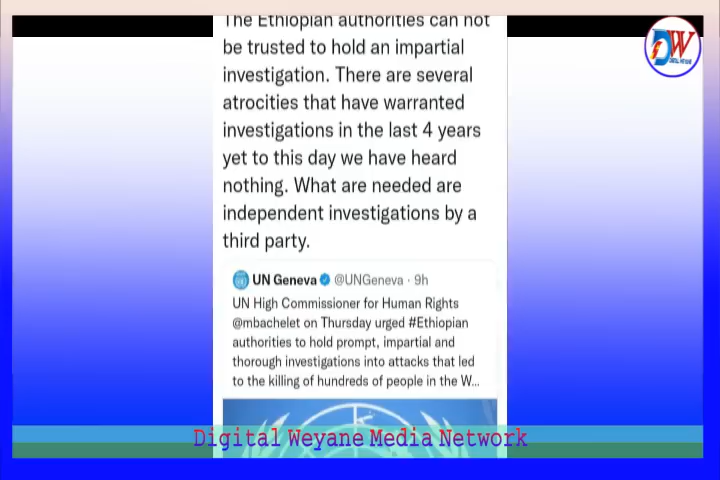 The Ethiopian authorities can not
be trusted to hold an impartial
investigation. There are several
atrocities that have warranted
investigations in the last 4 years
yet to this day we have heard
nothing. What are needed are
independent investigations by a
third party.
UN Geneva @UNGeneva · 9h
UN High Commissioner for Human Rights
@mbachelet on Thursday urged #Ethiopian
authorities to hold prompt, impartial and
thorough investigations into attacks that led
to the killing of hundreds of people in the W...
Digital Weyane Media Network
DW
DIGITAL WEYANE